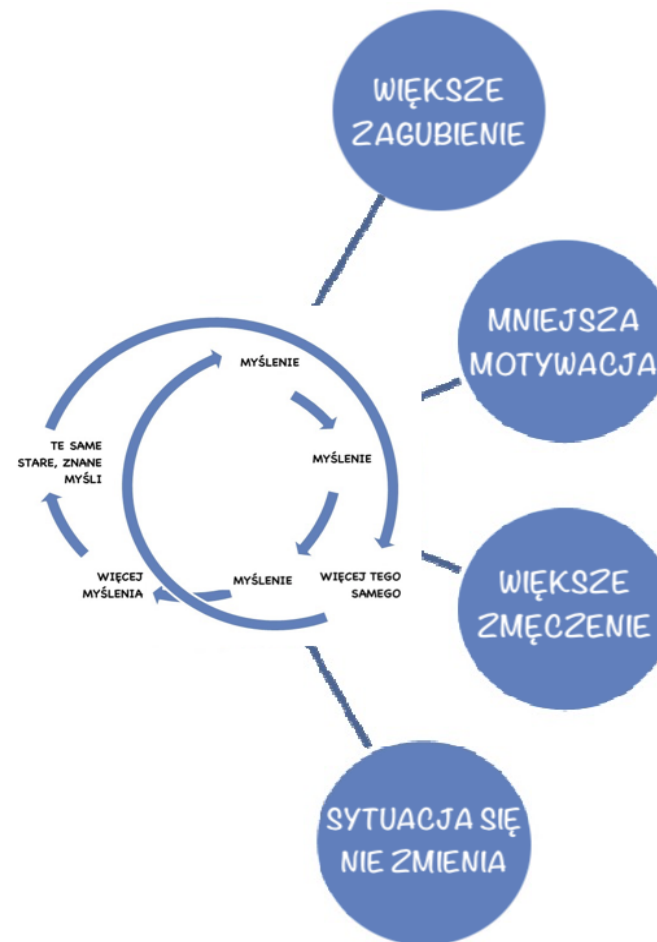 WIĘKSZE
ZAGUBIENIE
MNIEJSZA
MOTYWACJA
MYŚLENIE
TE SAME
STARE, ZNANE
MYŚLI
MYŚLENIE
WIĘCEJ
MYŚLENIA
MYŚLENIE
WIĘCEJ TEGO
SAMEGO
WIĘKSZE
ZMĘCZENIE
SYTUACJA SIĘ
NIE ZMIENIA